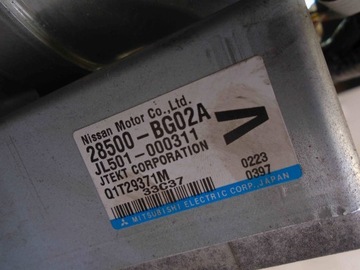 Nissan Motor Co.,Ltd.
28500-BG02A
JL501-000311
V
JTEKT CORPORATION
Q1T29371M
33C37
0223
0397
MITSUBISHI ELECTRIC CORP. JAPAN